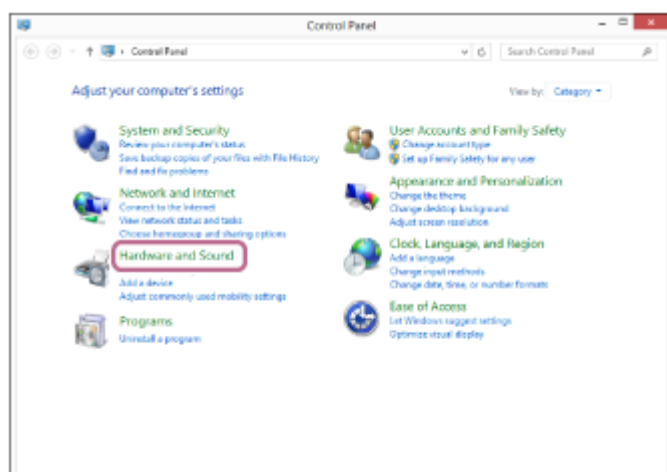 Control Panel
Control Panel
Search Control Panel
Adjust your computer's settings
View by: Category
System and Security
Review your computer's status
Save backup copies of your files with File History
Find and fix problems
Network and Internet
Connect to the Internet
View network status and tasks
Choose homegroup and sharing options
Hardware and Sound
Add a device
Adjust commonly used mobility settings
Programs
Uninstall a program
User Accounts and Family Safety
Change account type
Set up Family Safety for any user
Appearance and Personalization
Change the theme
Change desktop background
Adjust screen resolution
Clock, Language, and Region
Add a language
Change input methods
Change date, time, or number formats
Ease of Access
Let Windows suggest settings
Optimize visual display